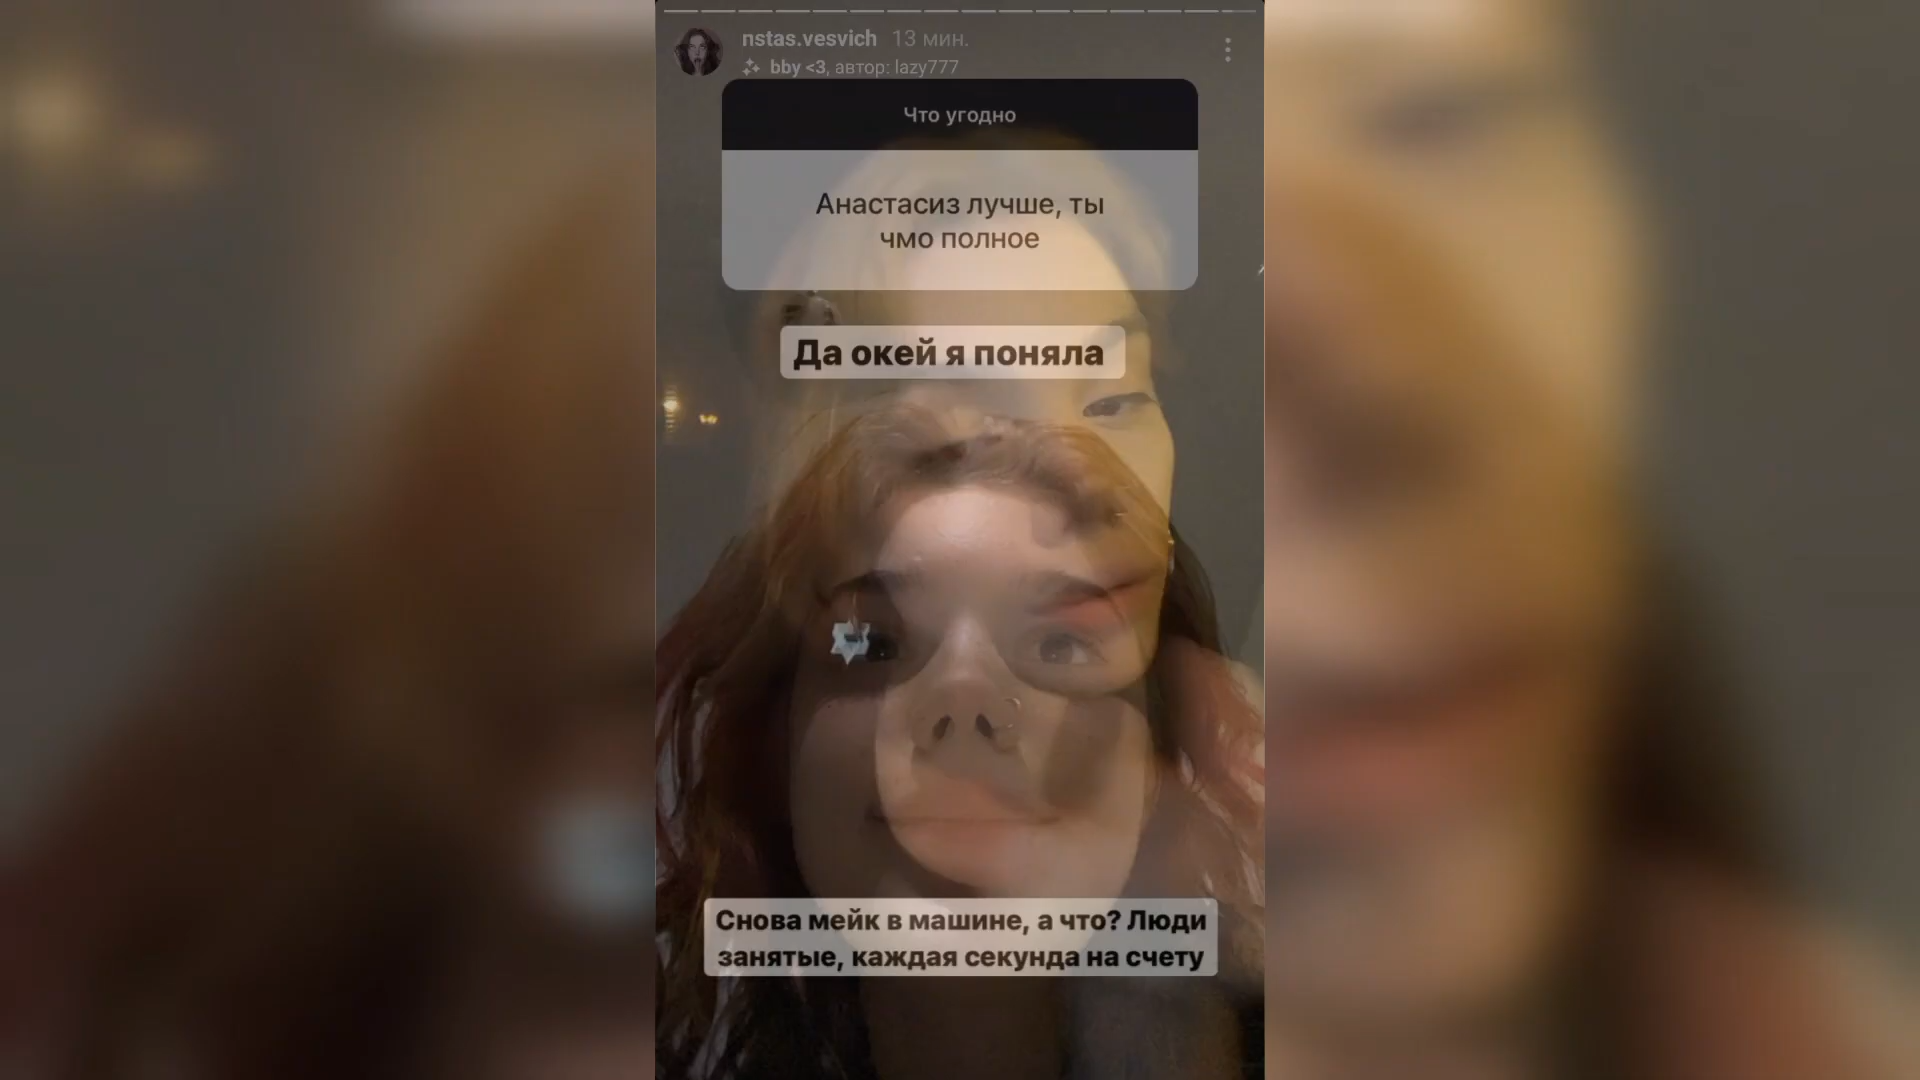 nstas.vesvich 13 мин.
bby <3, автор: lazy777
Что угодно
Анастасиз лучше, ты
чмо полное
Да окей я поняла
Снова мейк в машине, а что? Люди
занятые, каждая секунда на счету